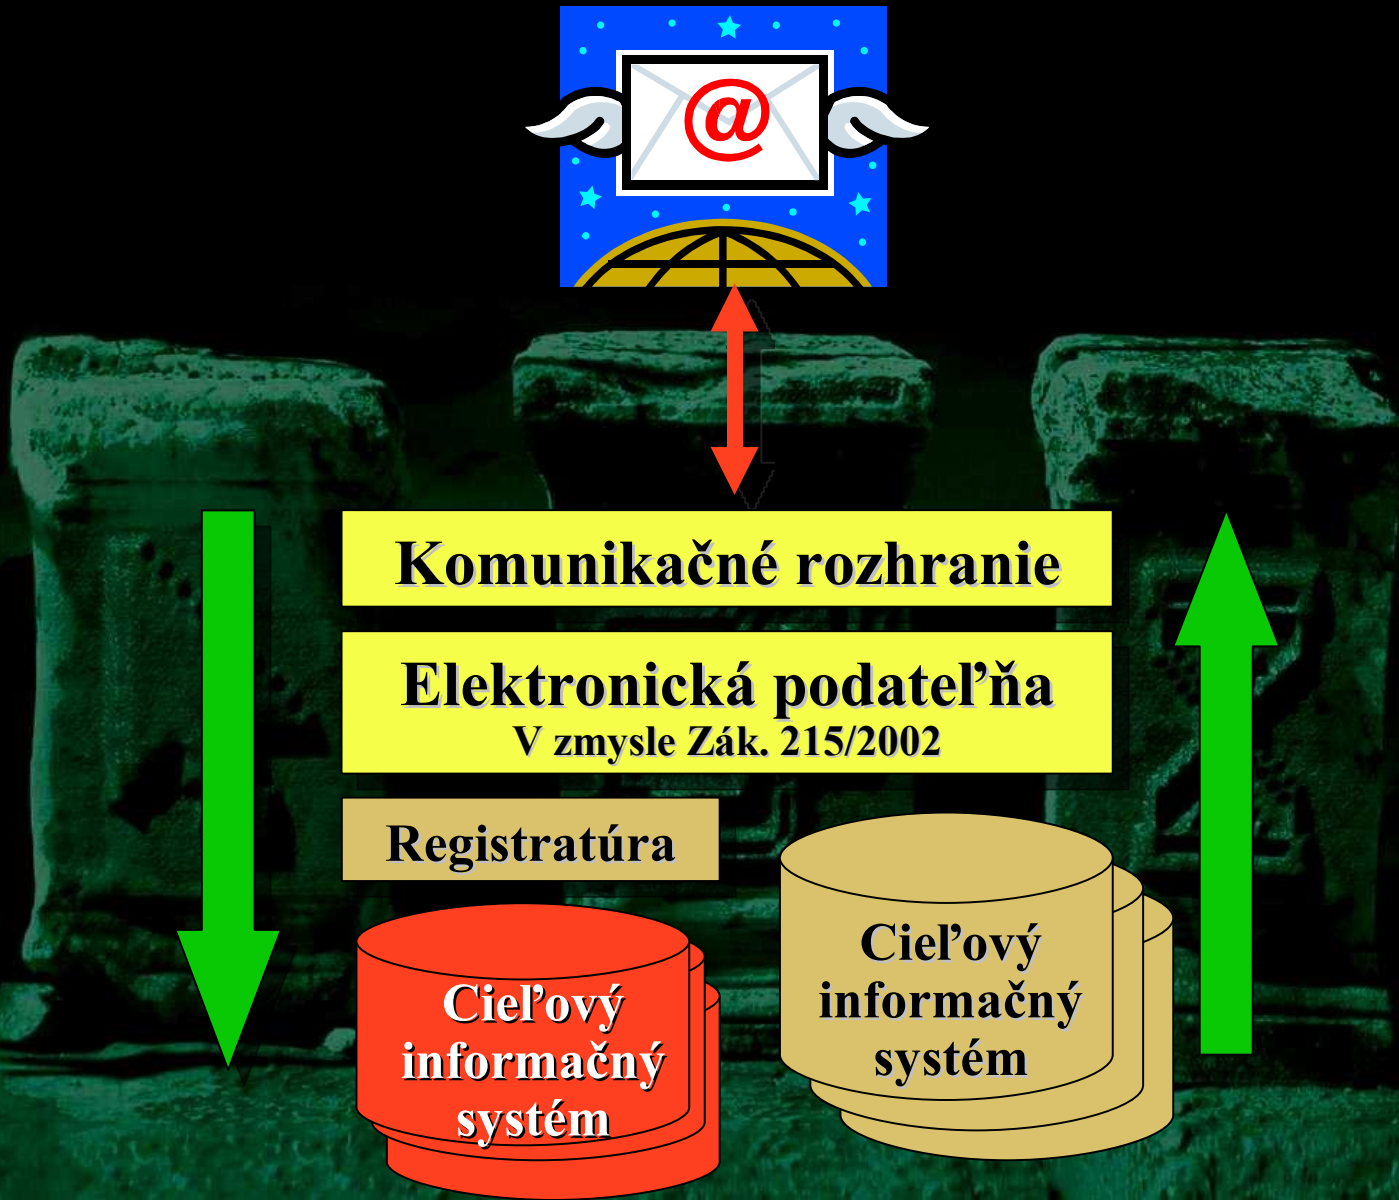 @
Komunikačné rozhranie
Elektronická podateľňa
V zmysle Zák. 215/2002
Registratúra
Cieľový
informačný
systém
Cieľový
informačný
systém